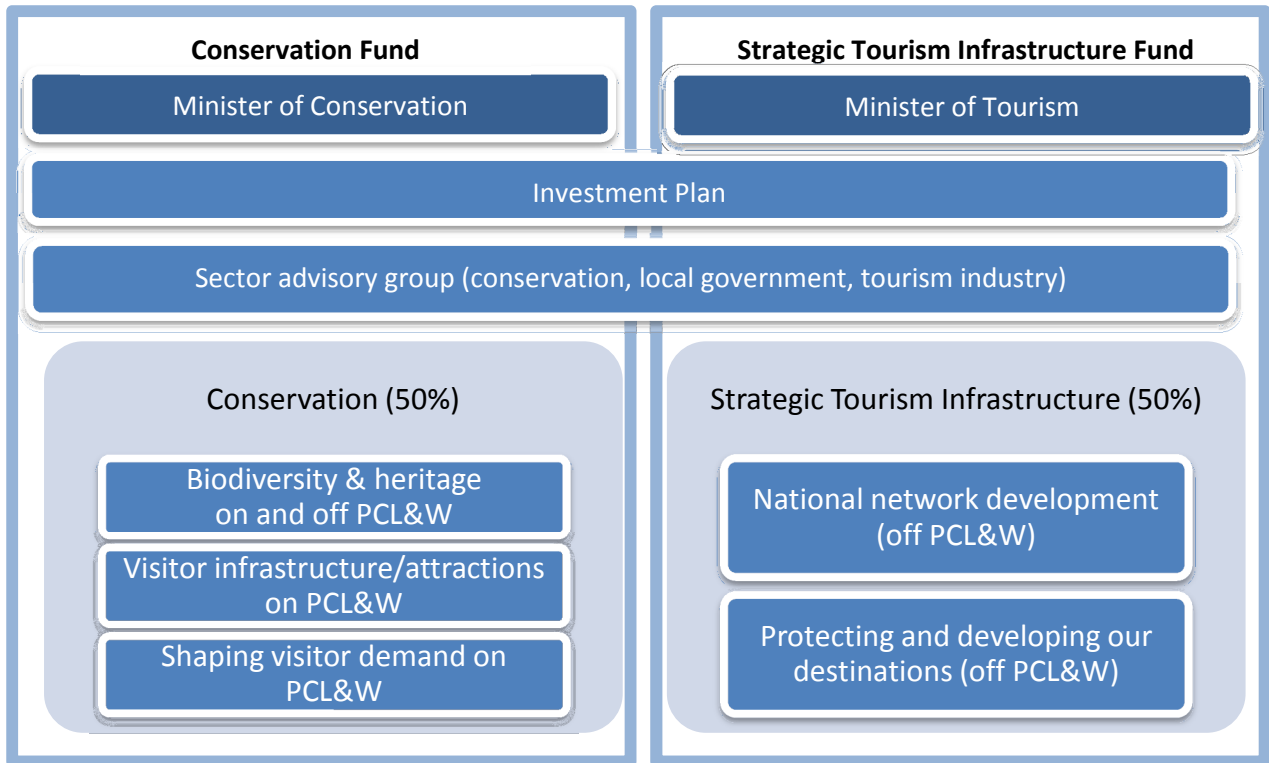 Conservation Fund
Minister of Conservation
Strategic Tourism Infrastructure Fund
Minister of Tourism
Investment Plan
Sector advisory group (conservation, local government, tourism industry)
Conservation (50%)
Biodiversity & heritage
on and off PCL&W
Visitor infrastructure/attractions
on PCL&W
Shaping visitor demand on
PCL&W
Strategic Tourism Infrastructure (50%)
National network development
(off PCL&W)
Protecting and developing our
destinations (off PCL&W)